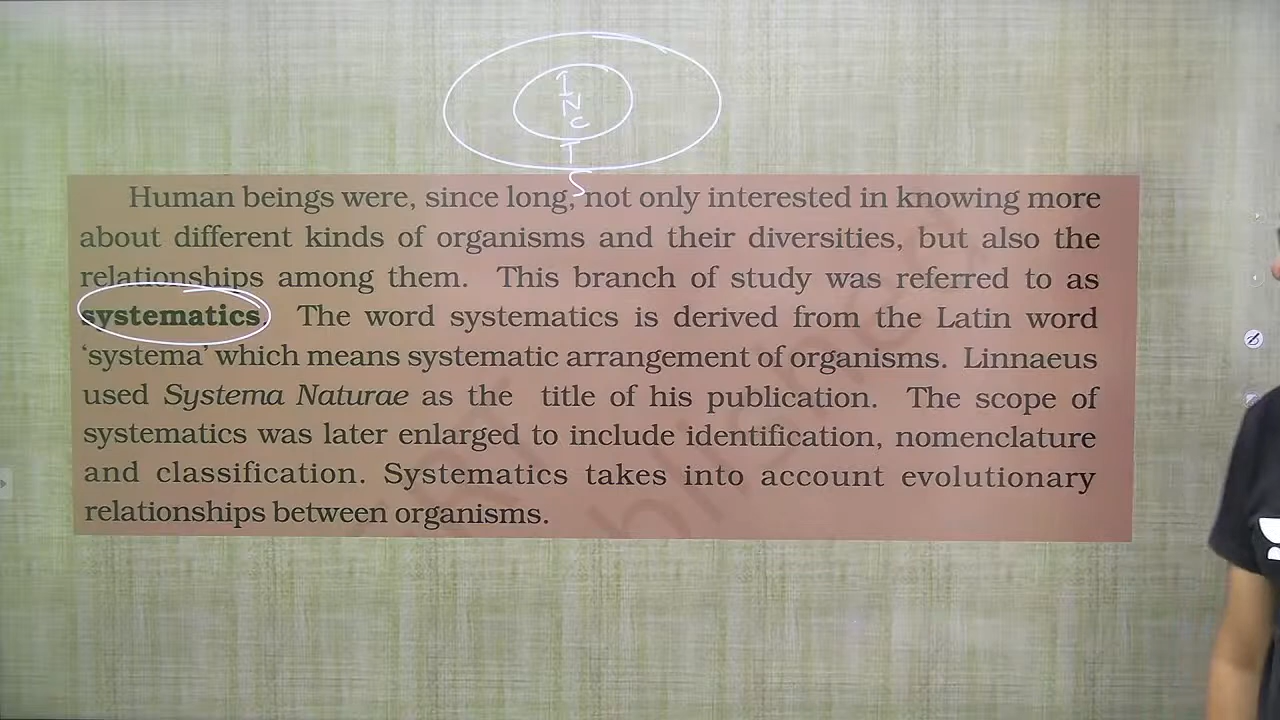 I
N
C
T
S
Human beings were, since long, not only interested in knowing more
about different kinds of organisms and their diversities, but also the
relationships among them. This branch of study was referred to as
systematics. The word systematics is derived from the Latin word
‘systema’ which means systematic arrangement of organisms. Linnaeus
used Systema Naturae as the title of his publication. The scope of
systematics was later enlarged to include identification, nomenclature
and classification. Systematics takes into account evolutionary
relationships between organisms.